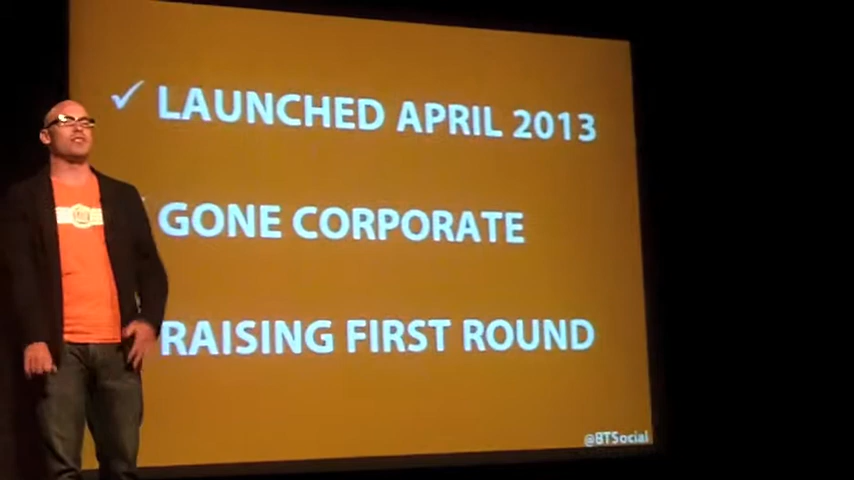 ✓ LAUNCHED APRIL 2013
GONE CORPORATE
RAISING FIRST ROUND
@BTSocial